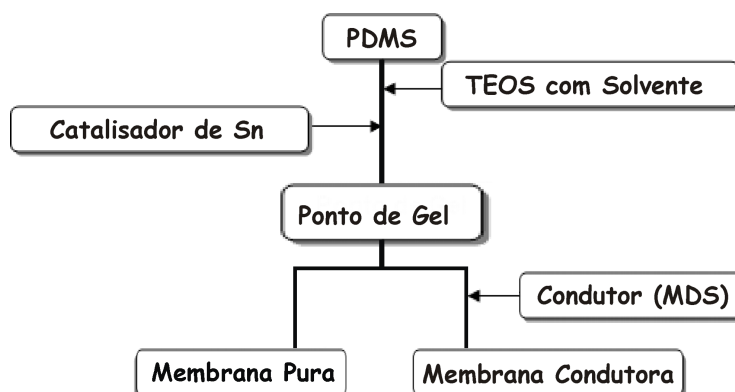 PDMS
TEOS com Solvente
Catalisador de Sn
Ponto de Gel
Condutor (MDS)
Membrana Pura
Membrana Condutora